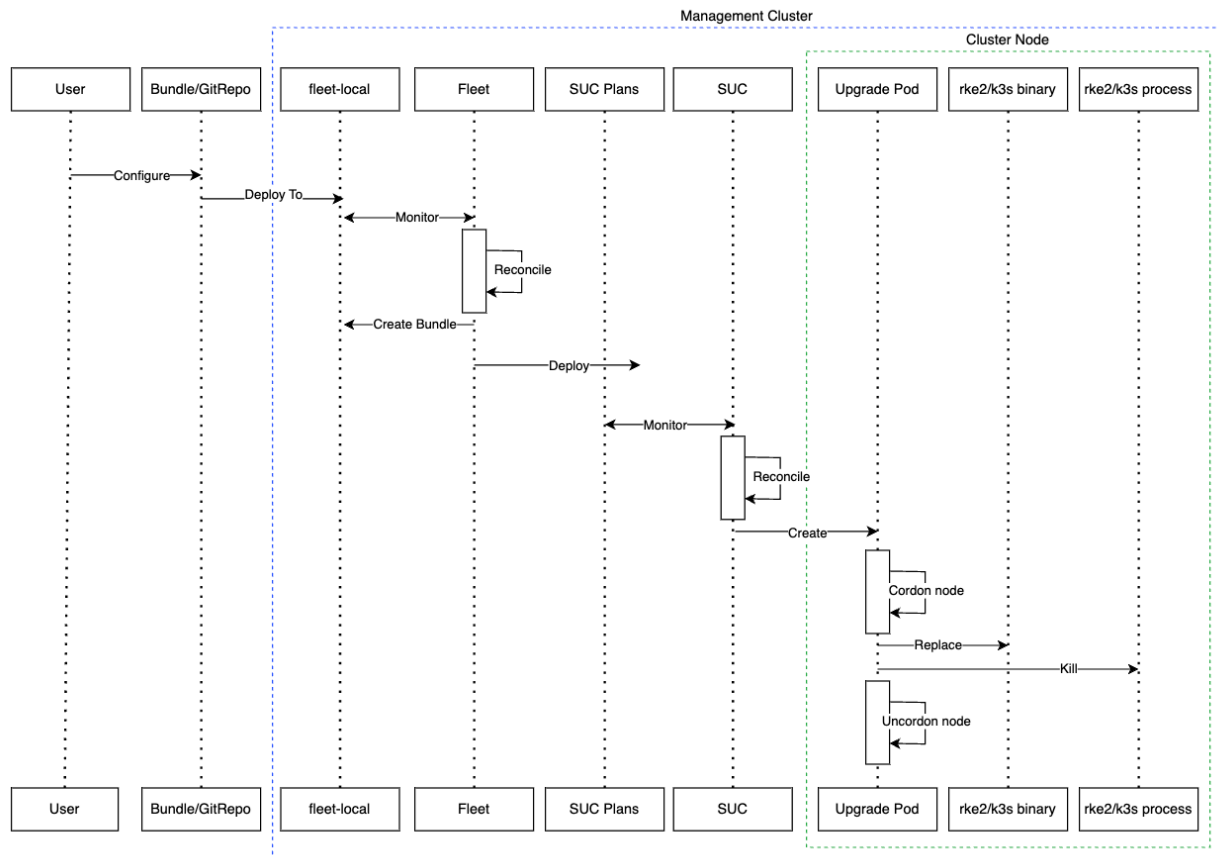 Management Cluster
Cluster Node
User
Bundle/GitRepo
fleet-local
Fleet
SUC Plans
SUC
Upgrade Pod
rke2/k3s binary
rke2/k3s process
Configure
Deploy To
Monitor
Reconcile
Create Bundle
Deploy
Monitor
Reconcile
Create
Cordon node
Replace
Kill
Uncordon node
User
Bundle/GitRepo
fleet-local
Fleet
SUC Plans
SUC
Upgrade Pod
rke2/k3s binary
rke2/k3s process